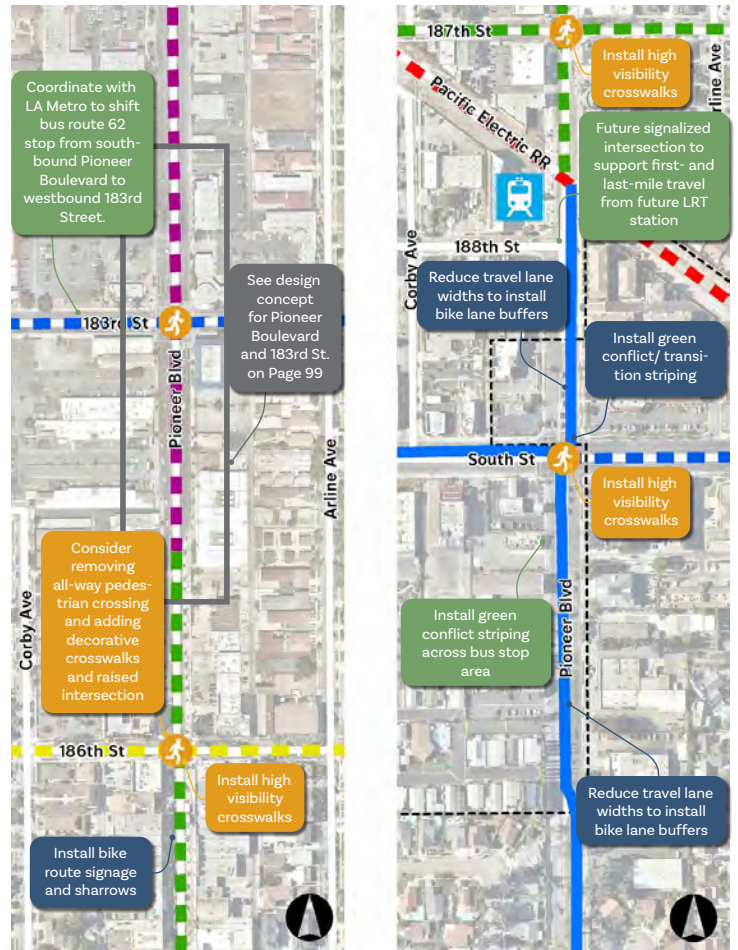 Coordinate with
LA Metro to shift
bus route 62
stop from south-
bound Pioneer
Boulevard to
westbound 183rd
Street.
183rd St
Pioneer Blvd
See design
concept
for Pioneer
Boulevard
and 183rd St.
on Page 99
Arline Ave
Corby Ave
Consider
removing
all-way pedes-
trian crossing
and adding
decorative
crosswalks
and raised
intersection
186th St
Install high
visibility
crosswalks
Install bike
route signage
and sharrows
187th St
Install high
visibility
crosswalks
rline Ave
Pacific Electric RR
Future signalized
intersection to
support first- and
last-mile travel
from future LRT
station
Corby Ave
188th St
Reduce travel lane
widths to install
bike lane buffers
Install green
conflict/ transi-
tion striping
South St
Install high
visibility
crosswalks
Install green
conflict striping
across bus stop
area
Pioneer Blvd
Reduce travel lane
widths to install
bike lane buffers